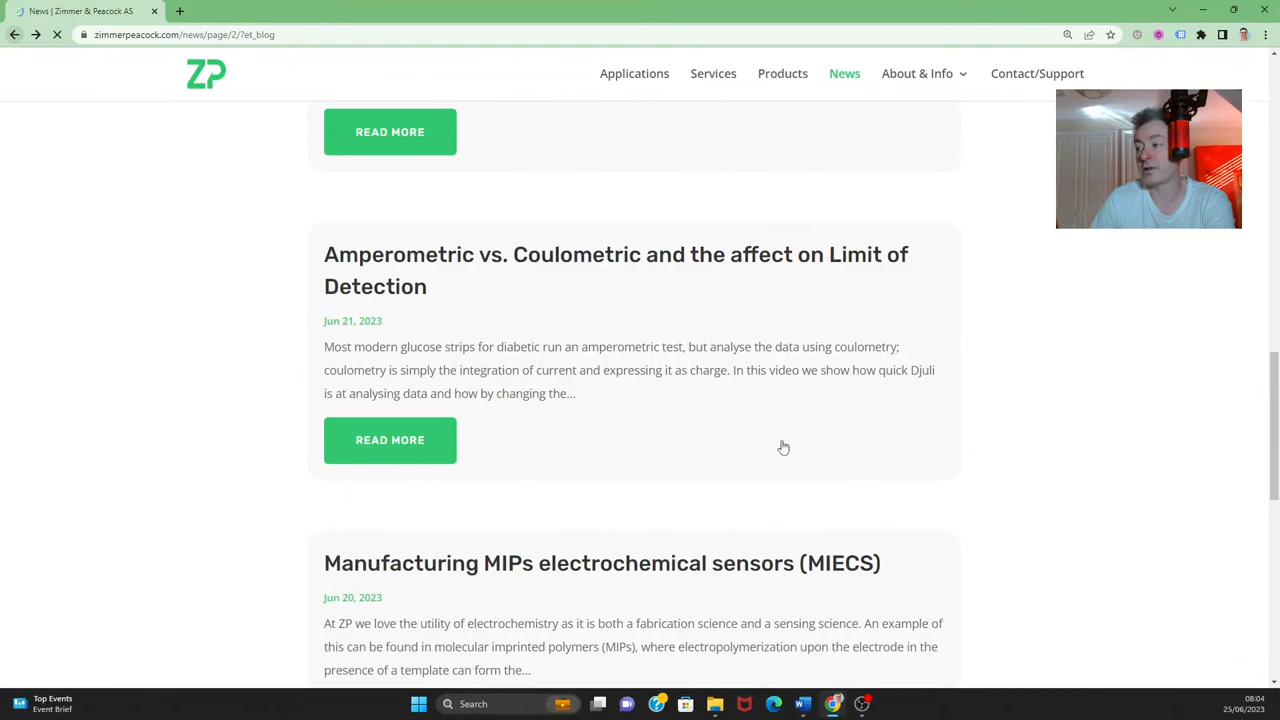 News | Zimmer & Peacock AS
zimmerpeacock.com/news/page/2/?et_blog
ZP
Applications
Services
Products
News
About & Info
Contact/Support
READ MORE
Amperometric vs. Coulometric and the affect on Limit of
Detection
Jun 21, 2023
Most modern glucose strips for diabetic run an amperometric test, but analyse the data using coulometry;
coulometry is simply the integration of current and expressing it as charge. In this video we show how quick Djuli
is at analysing data and how by changing the...
READ MORE
Manufacturing MIPs electrochemical sensors (MIECS)
Jun 20, 2023
At ZP we love the utility of electrochemistry as it is both a fabrication science and a sensing science. An example of
this can be found in molecular imprinted polymers (MIPs), where electropolymerization upon the electrode in the
presence of a template can form the...
Top Events
Event Brief
Search
08:04
25/06/2023